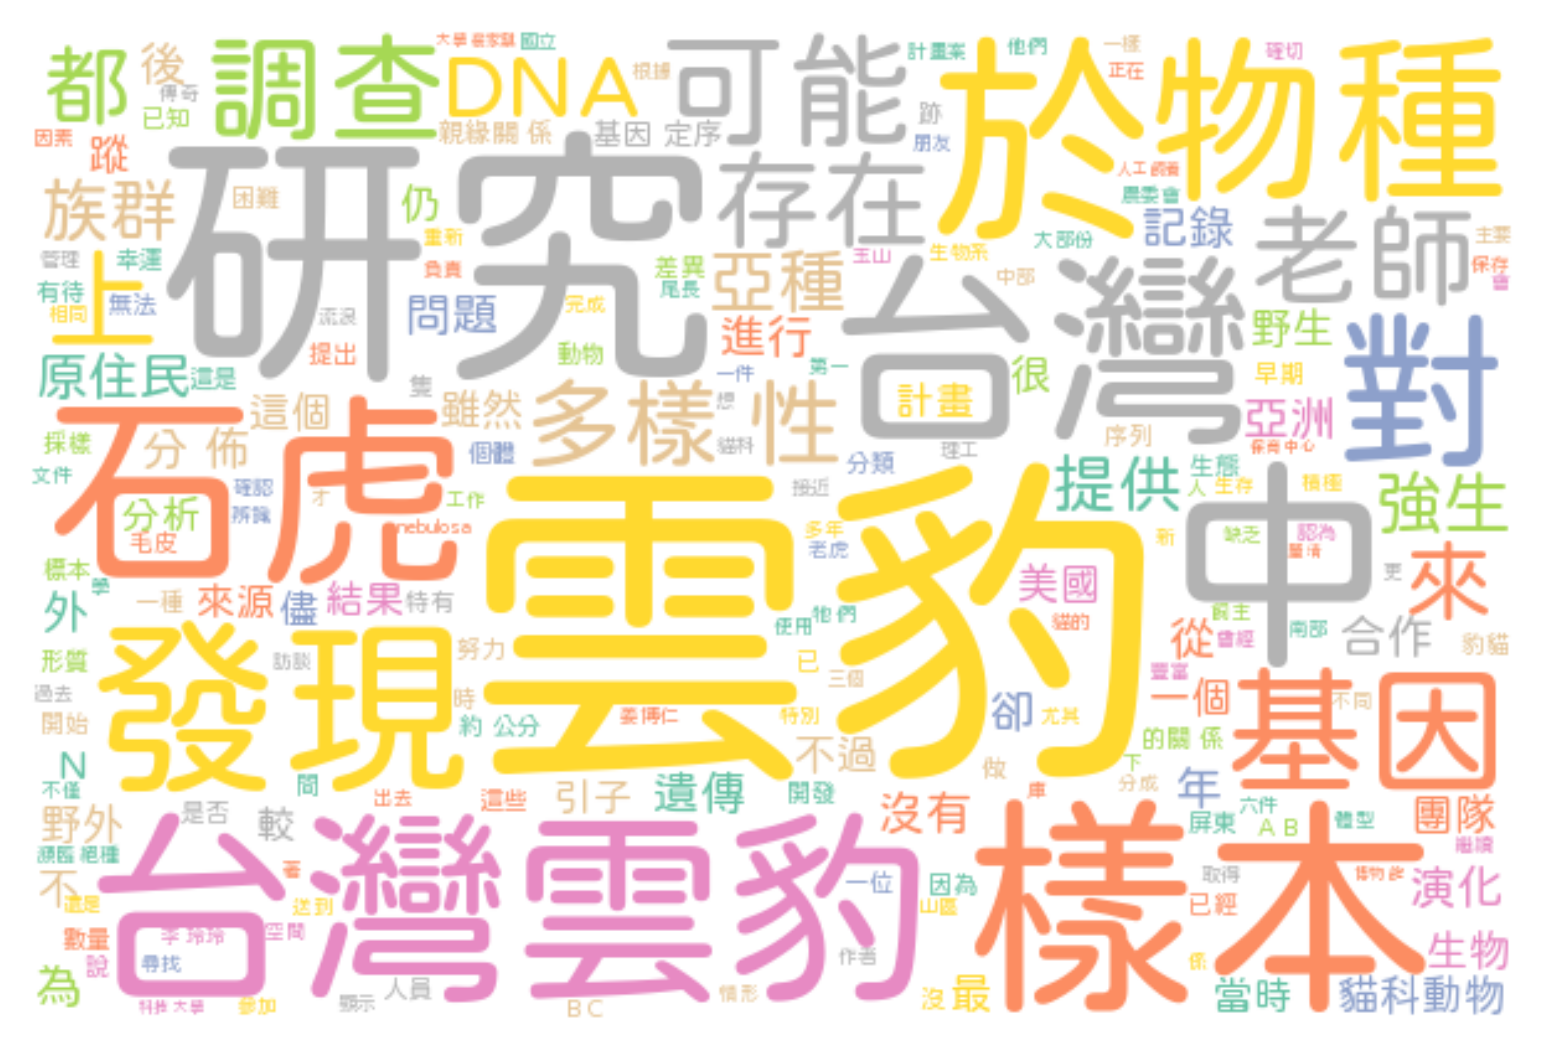 大學 國立
計畫案
他們
一樣
確切
正在
都
後
傳奇
已知
調查
DNA
根據
可能
於
物種
因素
蹤
親緣關 係
基因 定序
跡
朋友
人工 飼養
農委會
族群
困難
仍
研究
存在
記錄
老師
主要
重新
大部份
保存
會
管理
幸運
上
負責
差異
尾長
亞種
玉山
生物系
中部
台灣
有待
相同
無法
流浪
問題
完成
進行
野生
對
提出
動物
第一
很
原住民
這是
隻
一件
計畫
早期
石虎
這個
雖然
多樣 性
想
亞洲
採樣
分 佈
個體
貓科
分類
理工
序列
保育 中心
文件
確認
辨識
才
工作
接近
提供
生態
人
生存
積極
強生
分析
毛皮
nebulosa
雲豹
多年
老虎
新
中
缺乏
認為
釐清
標本
學
外
一種
來源
儘
結果
特有
美國
更
來
使用
牠 們
貓的
飼主
曾經
南部
從
合作
豹貓
形質
發現
訪談
努力
已
三個
豐富
過去
開始
時
約 公分
姜博仁
特別
卻
尤其
一個
基因
不同
的關 係
N
不過
做
下
分成
不僅
間
出去
這些
引子
遺傳
開發
沒有
庫
年
六件
屏東
A B
體型
團隊
野外
是否
較
繼續
瀕臨 絕種
不
台灣雲豹
著
一位
因為
樣本
取得
博物 館
演化
還是
送到
山區
已經
數量
李 玲玲
空間
說
尋找
作者
係
生物
為
人員
沒
最
當時
貓科動物
科技 大學
參加
顯示
B C
情形